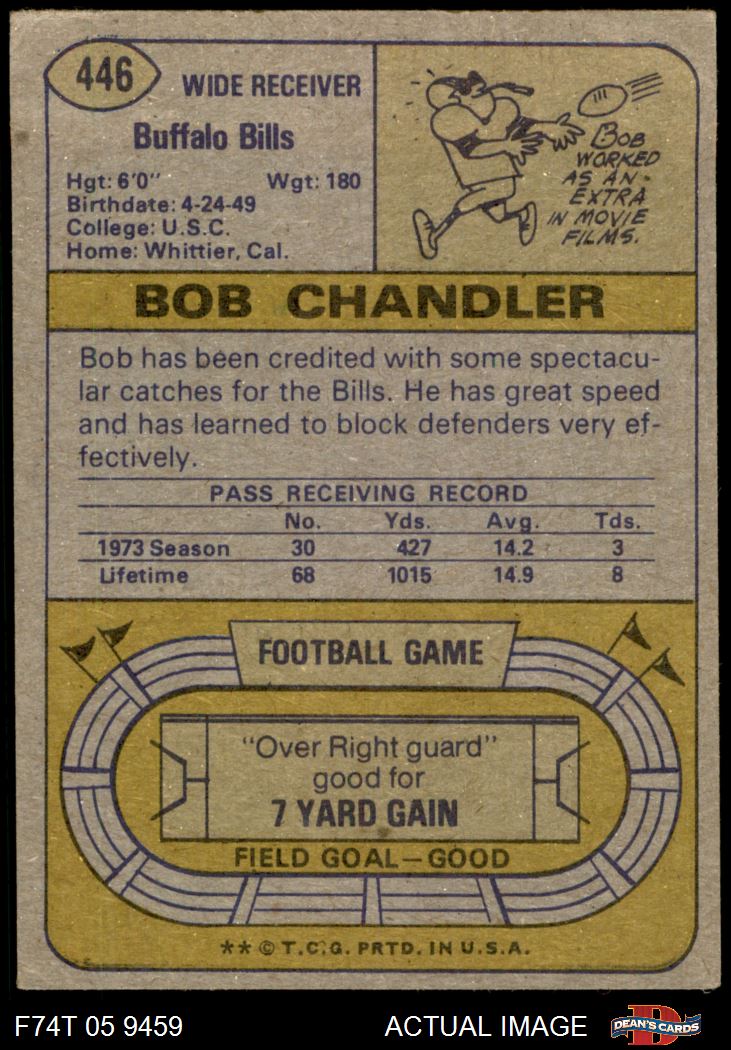 446
WIDE RECEIVER
Buffalo Bills
Hgt: 6'0" Wgt: 180
Birthdate: 4-24-49
College: U.S.C.
Home: Whittier, Cal.
BOB
WORKED
AS AN
EXTRA
IN MOVIE
FILMS.
BOB CHANDLER
Bob has been credited with some spectacu-
lar catches for the Bills. He has great speed
and has learned to block defenders very ef-
fectively.
PASS RECEIVING RECORD
No. Yds. Avg. Tds.
1973 Season 30 427 14.2 3
Lifetime 68 1015 14.9 8
FOOTBALL GAME
"Over Right guard"
good for
7 YARD GAIN
FIELD GOAL—GOOD
** © T.C.G. PRTD. IN U.S.A.
F74T 05 9459 ACTUAL IMAGE
DEAN'S CARDS